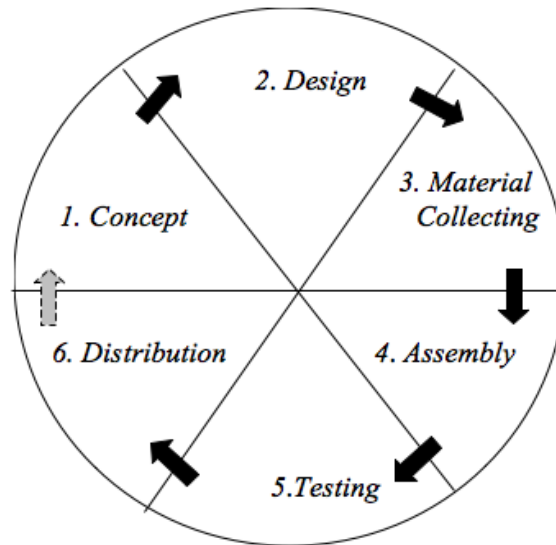 1. Concept
2. Design
3. Material
Collecting
4. Assembly
5.Testing
6. Distribution